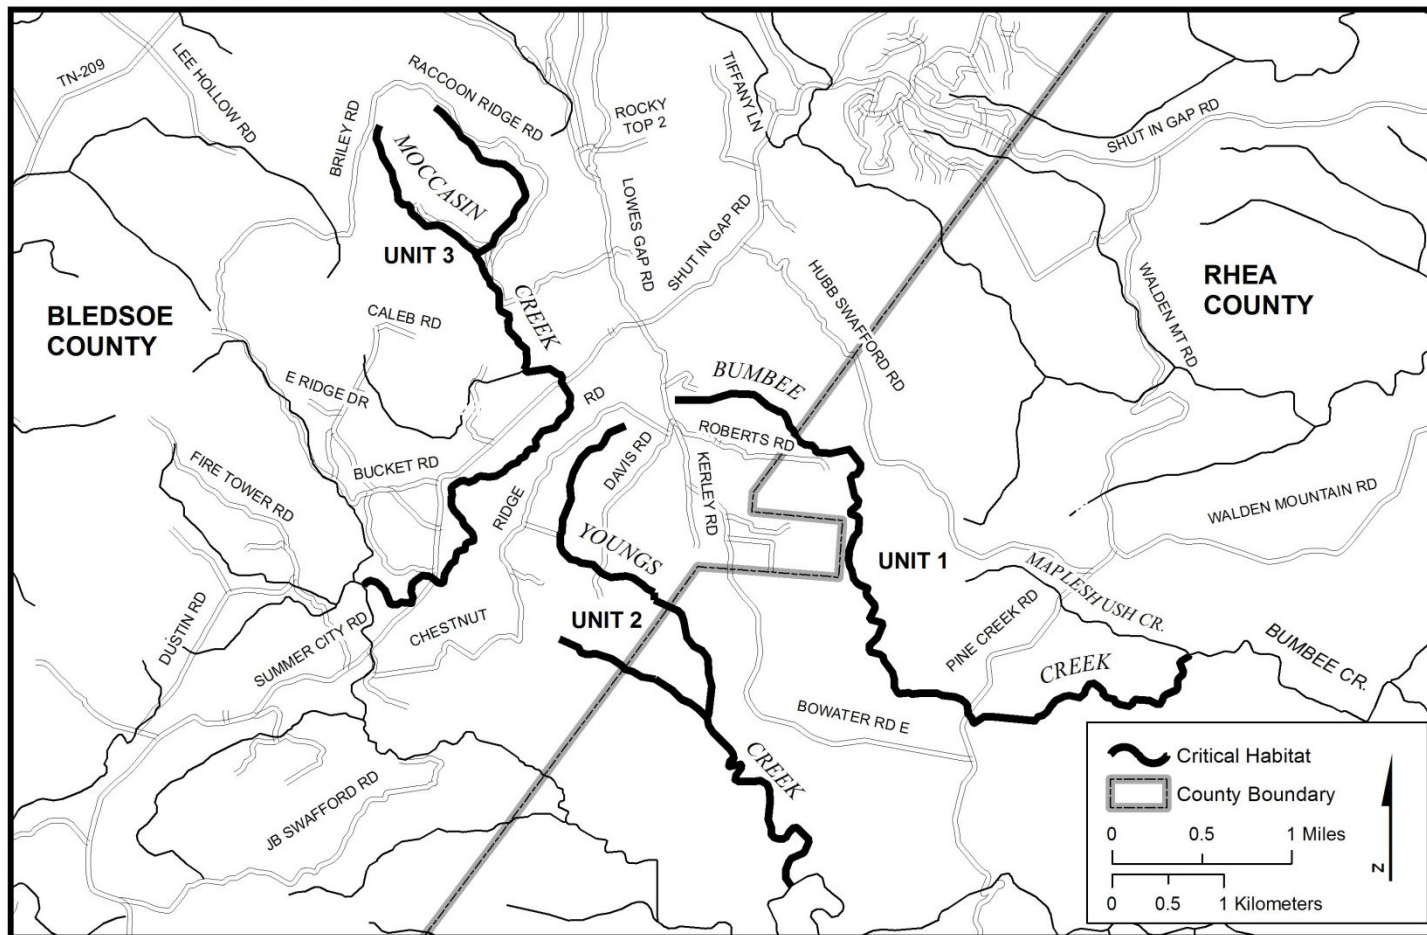 TN-209
LEE HOLLOW RD
BRILEY RD
RACCOON RIDGE RD
ROCKY
TOP 2
TIFFANY LN
SHUT IN GAP RD
MOCCASIN
UNIT 3
LOWES GAP RD
SHUT IN GAP RD
HUBB SWAFFORD RD
WALDEN MT RD
RHEA
COUNTY
BLEDSOE
COUNTY
CALEB RD
CREEK
BUMBEE
E RIDGE DR
RD
ROBERTS RD
BUCKET RD
DAVIS RD
KERLEY RD
FIRE TOWER RD
RIDGE
WALDEN MOUNTAIN RD
YOUNGS
UNIT 1
MAPLESHUSH CR.
UNIT 2
DUSTIN RD
SUMMER CITY RD
CHESTNUT
PINE CREEK RD
CREEK
BUMBEE CR.
BOWATER RD E
CREEK
JB SWAFFORD RD
Critical Habitat
County Boundary
0 0.5 1 Miles
0 0.5 1 Kilometers
N